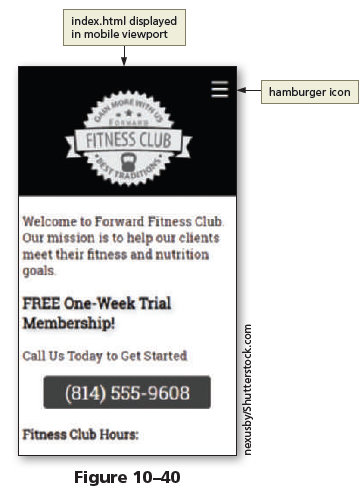 index.html displayed
in mobile viewport
hamburger icon
GAIN MORE WITH US
FORWARD
FITNESS CLUB
BEST TRADITIONS
Welcome to Forward Fitness Club.
Our mission is to help our clients
meet their fitness and nutrition
goals.
FREE One-Week Trial
Membership!
Call Us Today to Get Started
(814) 555-9608
Fitness Club Hours:
nexusby/Shutterstock.com
Figure 10–40